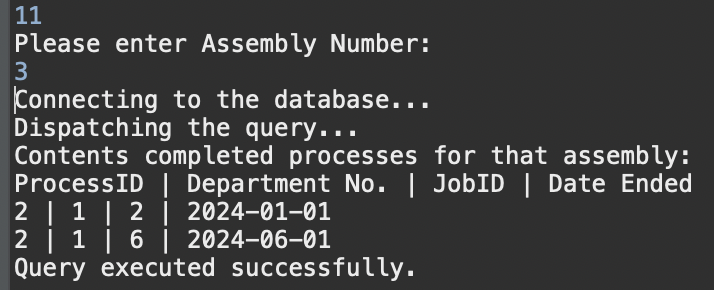 11
Please enter Assembly Number:
3
Connecting to the database...
Dispatching the query...
Contents completed processes for that assembly:
ProcessID | Department No. | JobID | Date Ended
2 | 1 | 2 | 2024-01-01
2 | 1 | 6 | 2024-06-01
Query executed successfully.